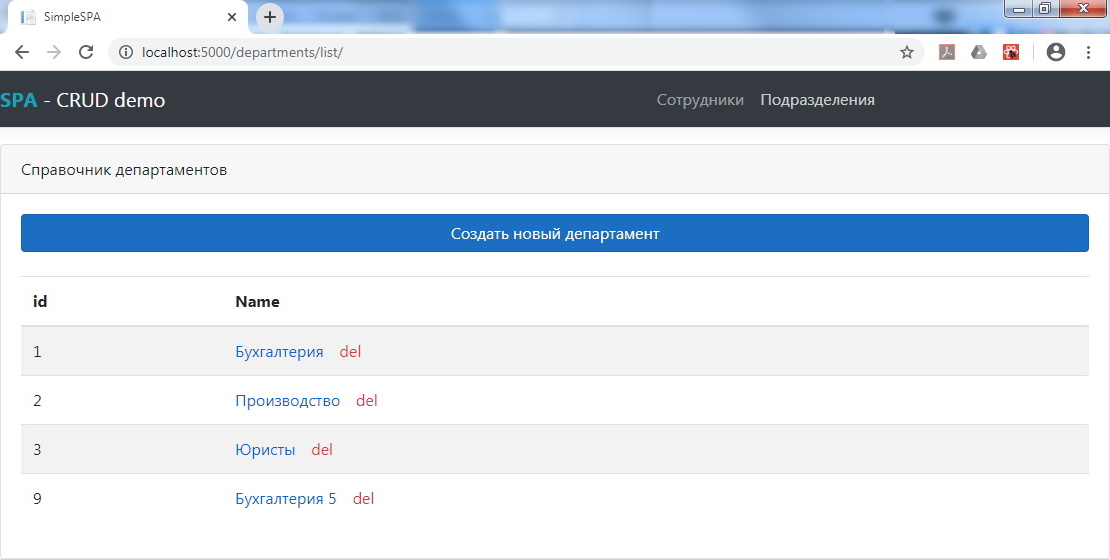 SimpleSPA
localhost:5000/departments/list/
SPA - CRUD demo Сотрудники Подразделения
Справочник департаментов
Создать новый департамент
id Name
1 Бухгалтерия del
2 Производство del
3 Юристы del
9 Бухгалтерия 5 del